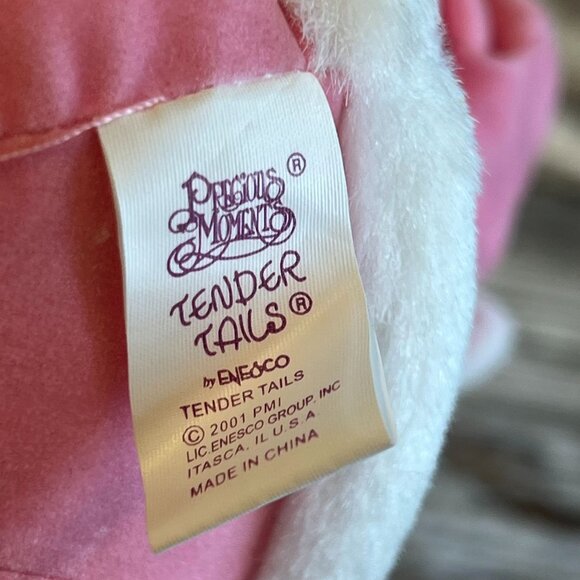 PRECIOUS ®
MOMENTS
TENDER
TAILS ®
by ENESCO
TENDER TAILS
© 2001 PMI
LIC.ENESCO GROUP, INC
ITASCA, IL U.S.A.
MADE IN CHINA